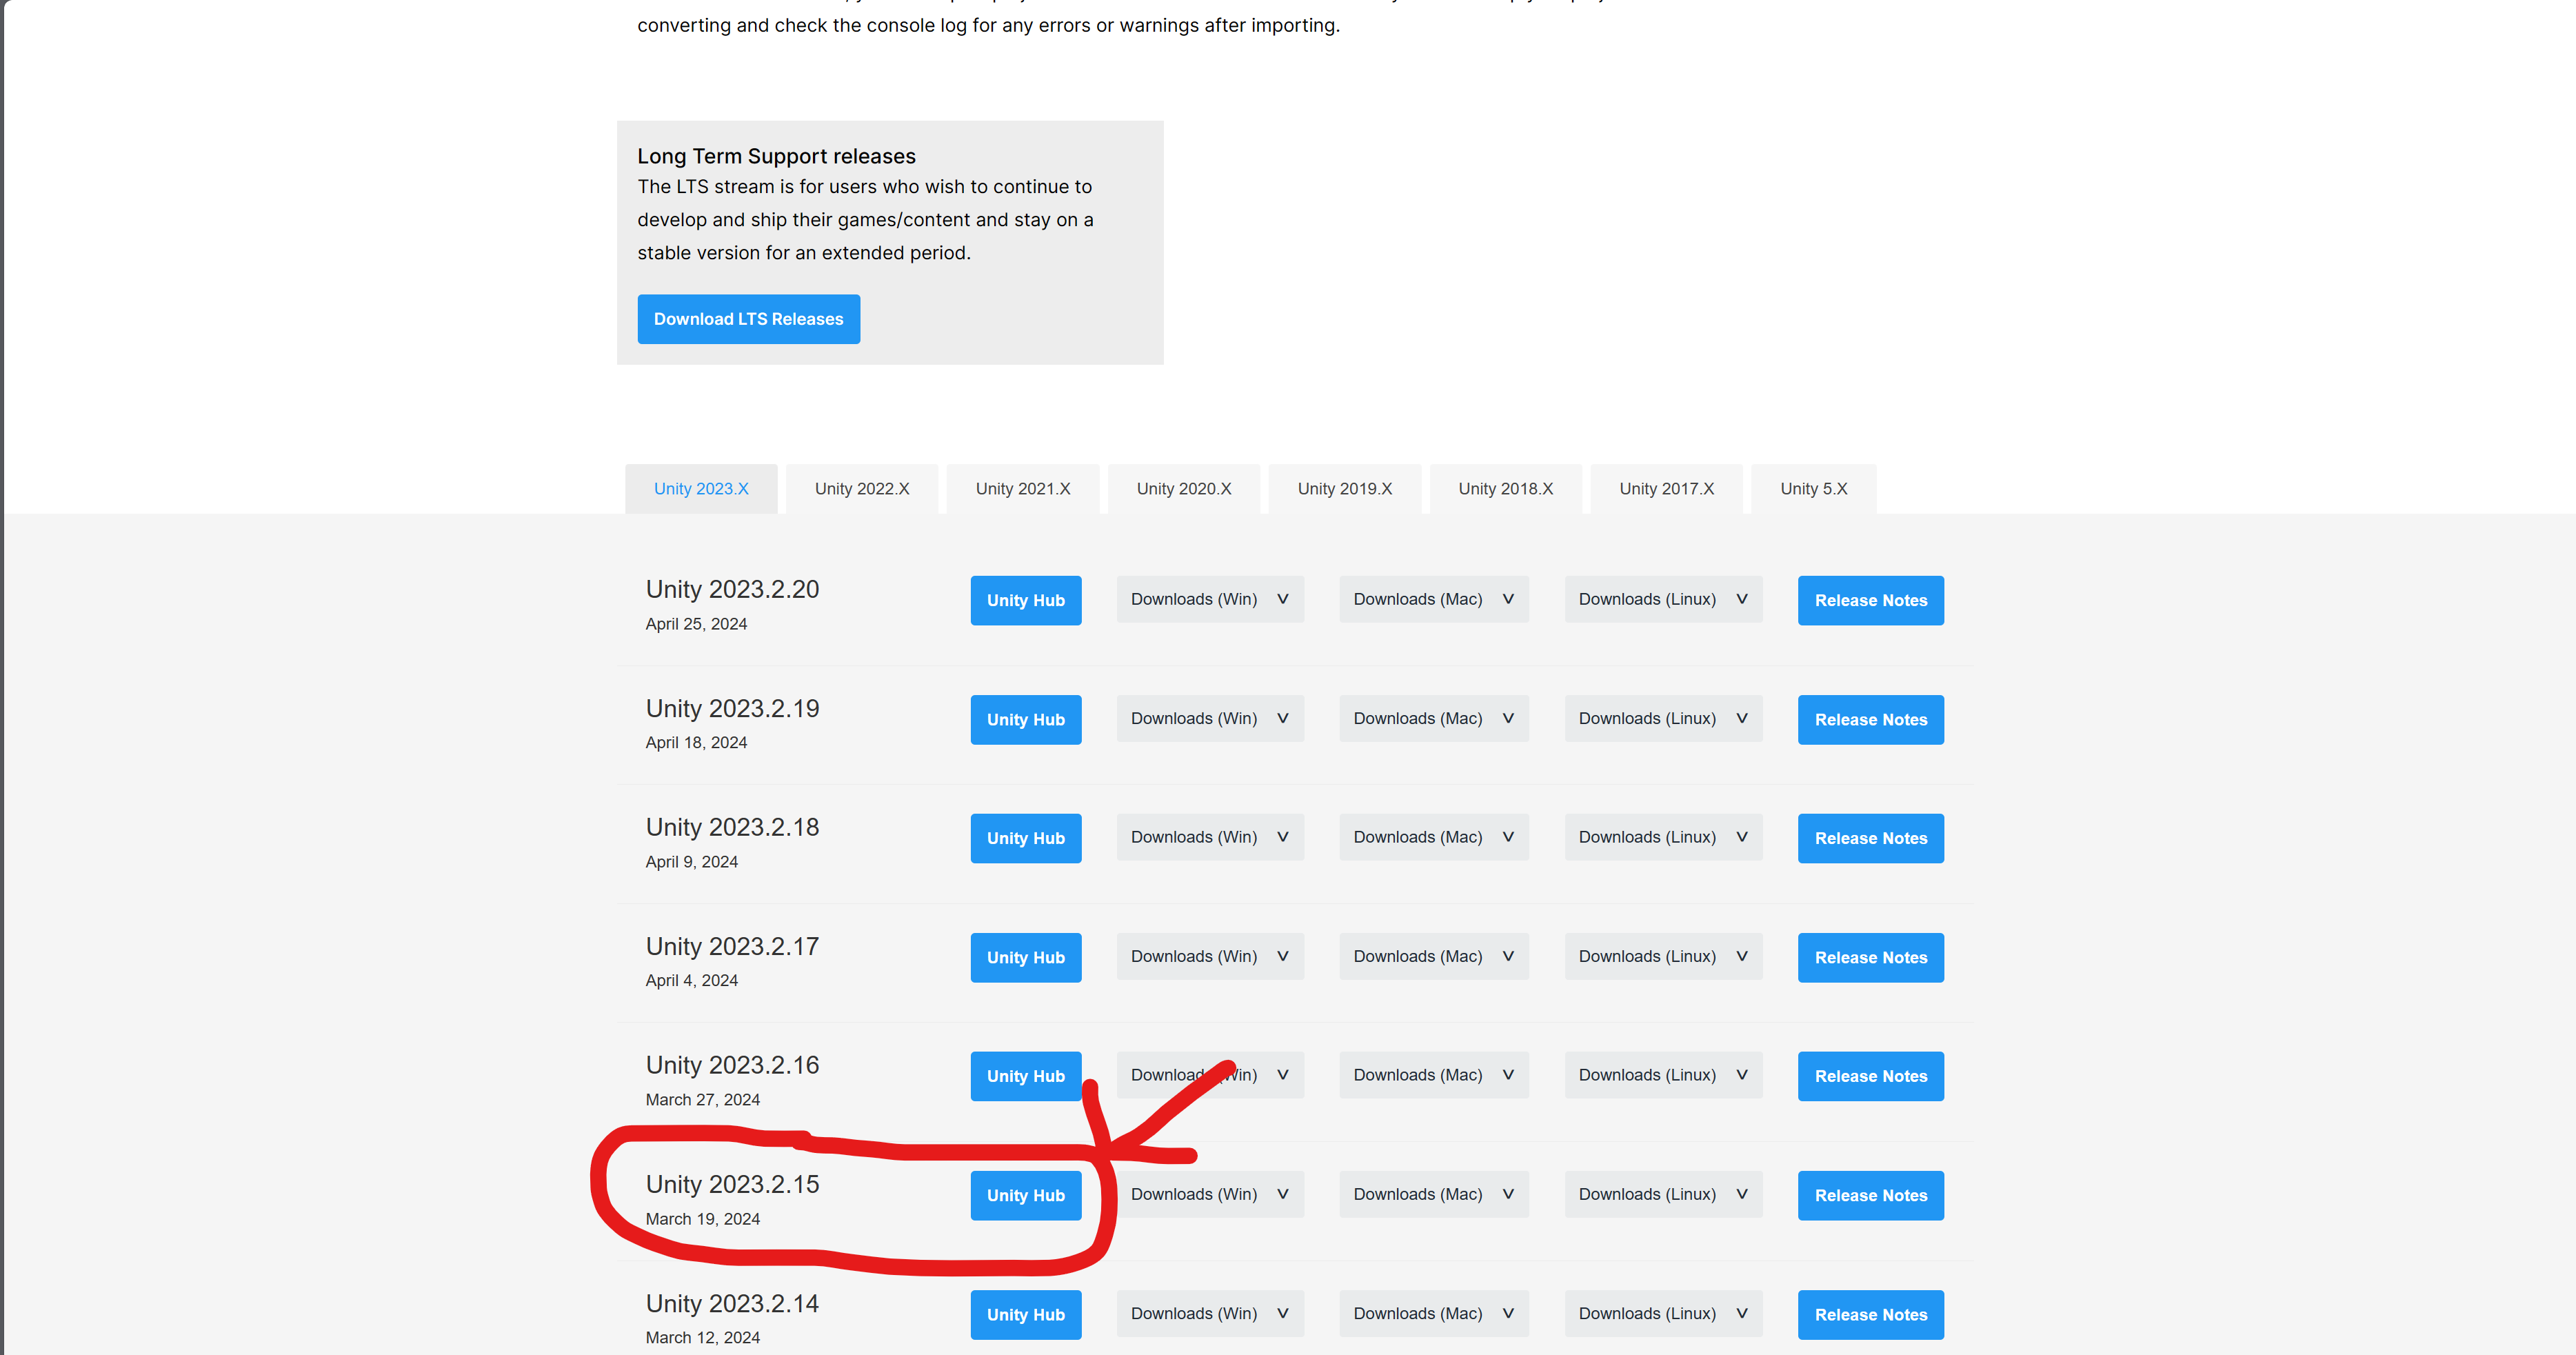 converting and check the console log for any errors or warnings after importing.
Long Term Support releases
The LTS stream is for users who wish to continue to
develop and ship their games/content and stay on a
stable version for an extended period.
Download LTS Releases
Unity 2023.X Unity 2022.X Unity 2021.X Unity 2020.X Unity 2019.X Unity 2018.X Unity 2017.X Unity 5.X
Unity 2023.2.20
April 25, 2024
Unity Hub Downloads (Win) Downloads (Mac) Downloads (Linux) Release Notes
Unity 2023.2.19
April 18, 2024
Unity Hub Downloads (Win) Downloads (Mac) Downloads (Linux) Release Notes
Unity 2023.2.18
April 9, 2024
Unity Hub Downloads (Win) Downloads (Mac) Downloads (Linux) Release Notes
Unity 2023.2.17
April 4, 2024
Unity Hub Downloads (Win) Downloads (Mac) Downloads (Linux) Release Notes
Unity 2023.2.16
March 27, 2024
Unity Hub Downloads (Win) Downloads (Mac) Downloads (Linux) Release Notes
Unity 2023.2.15
March 19, 2024
Unity Hub Downloads (Win) Downloads (Mac) Downloads (Linux) Release Notes
Unity 2023.2.14
March 12, 2024
Unity Hub Downloads (Win) Downloads (Mac) Downloads (Linux) Release Notes